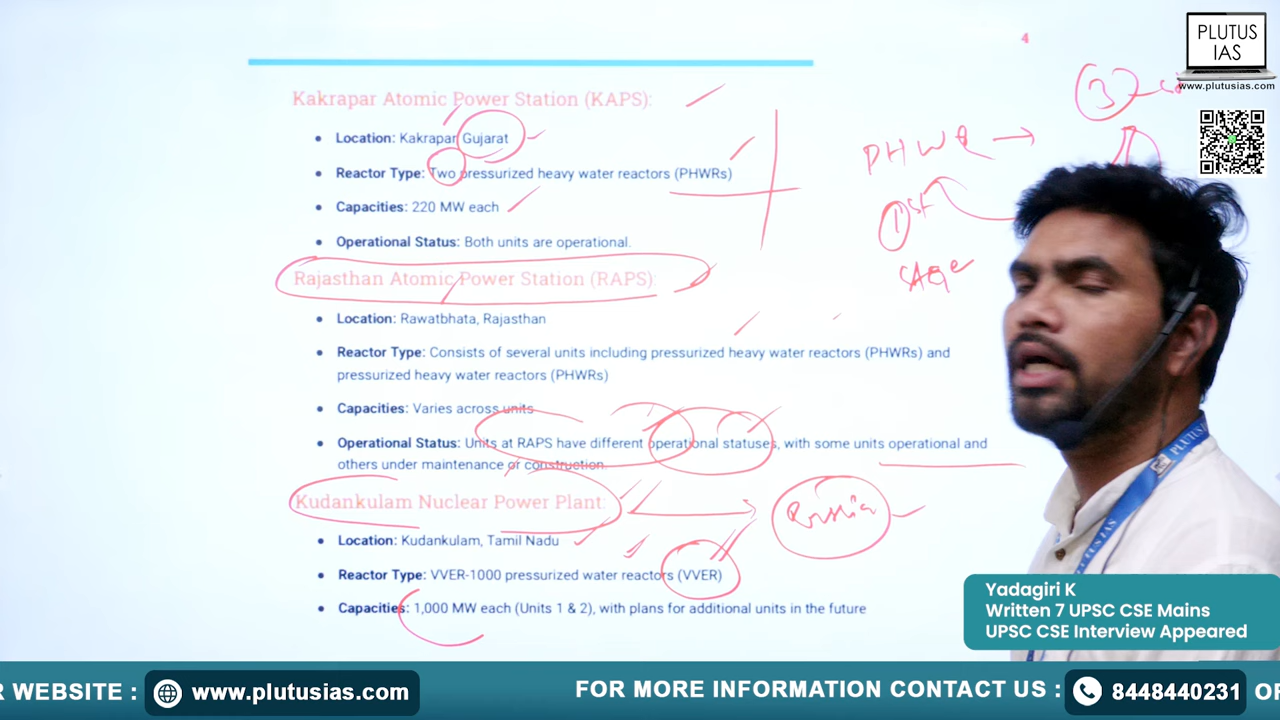 4
PLUTUS
IAS
www.plutusias.com
Kakrapar Atomic Power Station (KAPS):
• Location: Kakrapar Gujarat
• Reactor Type: Two pressurized heavy water reactors (PHWRs)
• Capacities: 220 MW each
• Operational Status: Both units are operational.
PHWR →
3
1st
stage
Rajasthan Atomic Power Station (RAPS):
• Location: Rawatbhata, Rajasthan
• Reactor Type: Consists of several units including pressurized heavy water reactors (PHWRs) and
pressurized heavy water reactors (PHWRs)
• Capacities: Varies across units
• Operational Status: Units at RAPS have different operational statuses, with some units operational and
others under maintenance or construction.
Kudankulam Nuclear Power Plant:
Russia
• Location: Kudankulam, Tamil Nadu
• Reactor Type: VVER-1000 pressurized water reactors (VVER)
• Capacities: 1,000 MW each (Units 1 & 2), with plans for additional units in the future
PLUTUS IAS
Yadagiri K
Written 7 UPSC CSE Mains
UPSC CSE Interview Appeared
R WEBSITE : www.plutusias.com
FOR MORE INFORMATION CONTACT US : 8448440231